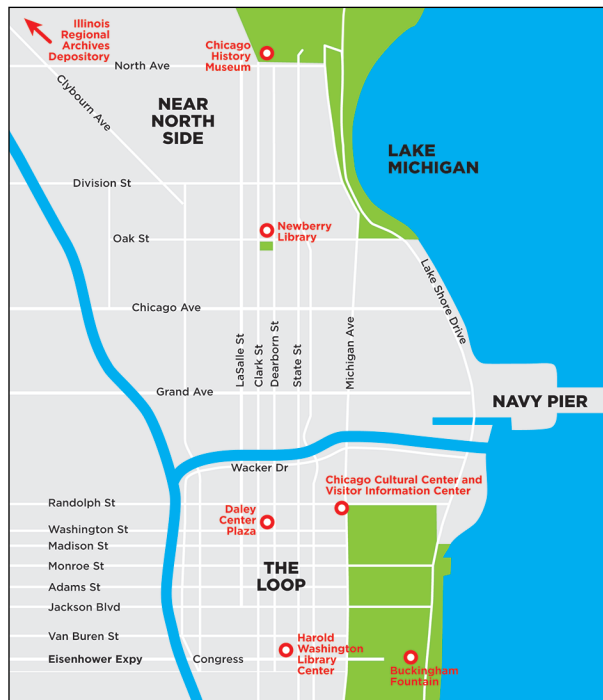 Illinois
Regional
Archives
Depository
Chicago
History
Museum
North Ave
Clybourn Ave
NEAR
NORTH
SIDE
LAKE
MICHIGAN
Division St
Newberry
Library
Oak St
Lake Shore Drive
Chicago Ave
LaSalle St
Clark St
Dearborn St
State St
Michigan Ave
Grand Ave
NAVY PIER
Wacker Dr
Chicago Cultural Center and
Visitor Information Center
Randolph St
Daley
Center
Plaza
Washington St
Madison St
Monroe St
THE
LOOP
Adams St
Jackson Blvd
Van Buren St
Harold
Washington
Library
Center
Eisenhower Expy
Congress
Buckingham
Fountain